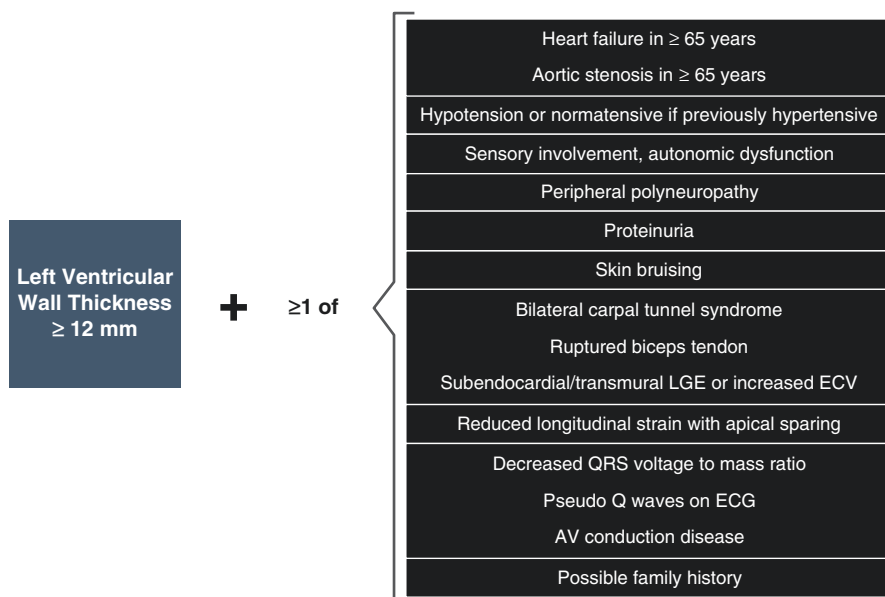 Left Ventricular
Wall Thickness
≥ 12 mm
+
≥1 of
Heart failure in ≥ 65 years
Aortic stenosis in ≥ 65 years
Hypotension or normatensive if previously hypertensive
Sensory involvement, autonomic dysfunction
Peripheral polyneuropathy
Proteinuria
Skin bruising
Bilateral carpal tunnel syndrome
Ruptured biceps tendon
Subendocardial/transmural LGE or increased ECV
Reduced longitudinal strain with apical sparing
Decreased QRS voltage to mass ratio
Pseudo Q waves on ECG
AV conduction disease
Possible family history